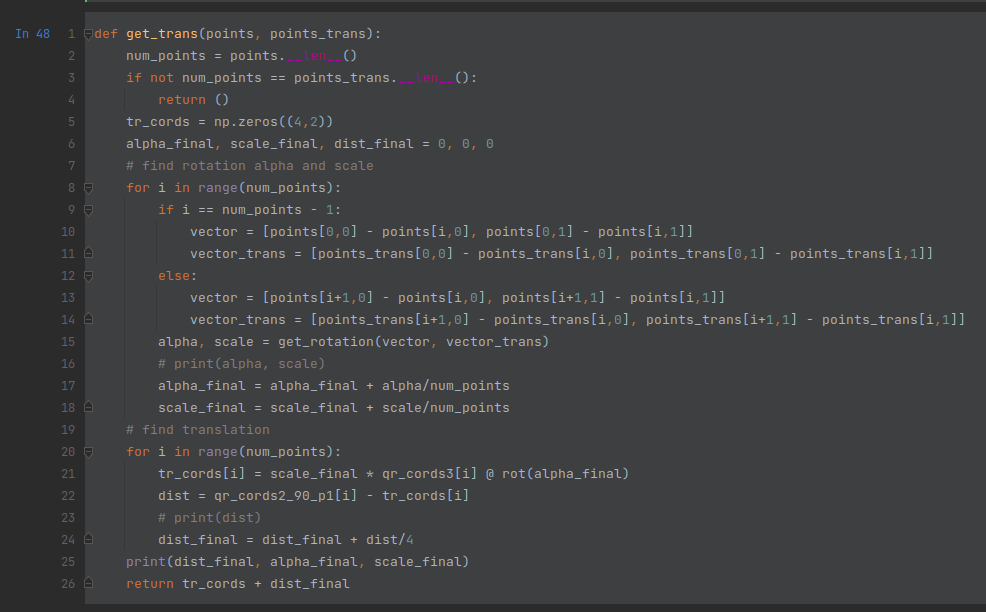 In 48 1 def get_trans(points, points_trans):
2     num_points = points.__len__()
3     if not num_points == points_trans.__len__():
4         return ()
5     tr_cords = np.zeros((4,2))
6     alpha_final, scale_final, dist_final = 0, 0, 0
7     # find rotation alpha and scale
8     for i in range(num_points):
9         if i == num_points - 1:
10             vector = [points[0,0] - points[i,0], points[0,1] - points[i,1]]
11             vector_trans = [points_trans[0,0] - points_trans[i,0], points_trans[0,1] - points_trans[i,1]]
12         else:
13             vector = [points[i+1,0] - points[i,0], points[i+1,1] - points[i,1]]
14             vector_trans = [points_trans[i+1,0] - points_trans[i,0], points_trans[i+1,1] - points_trans[i,1]]
15         alpha, scale = get_rotation(vector, vector_trans)
16         # print(alpha, scale)
17         alpha_final = alpha_final + alpha/num_points
18         scale_final = scale_final + scale/num_points
19     # find translation
20     for i in range(num_points):
21         tr_cords[i] = scale_final * qr_cords3[i] @ rot(alpha_final)
22         dist = qr_cords2_90_p1[i] - tr_cords[i]
23         # print(dist)
24         dist_final = dist_final + dist/4
25     print(dist_final, alpha_final, scale_final)
26     return tr_cords + dist_final